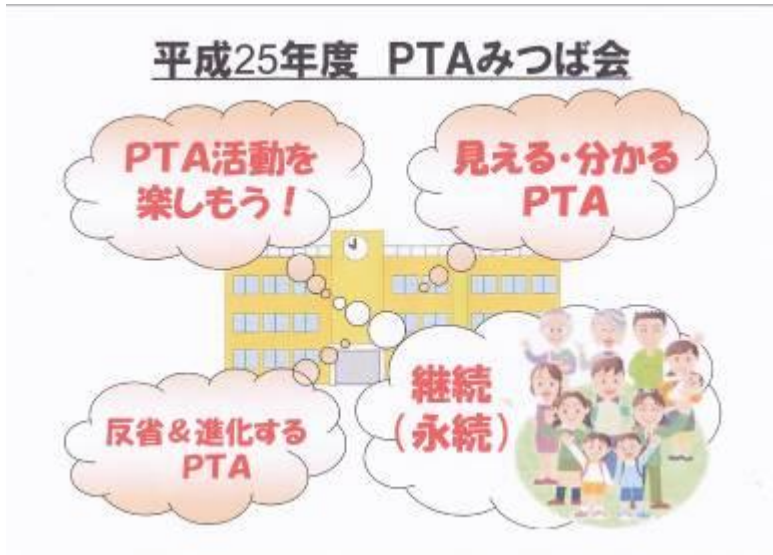 平成25年度 PTAみつば会
PTA活動を
楽しもう!
見える・分かる
PTA
反省&進化する
PTA
継続
(永続)